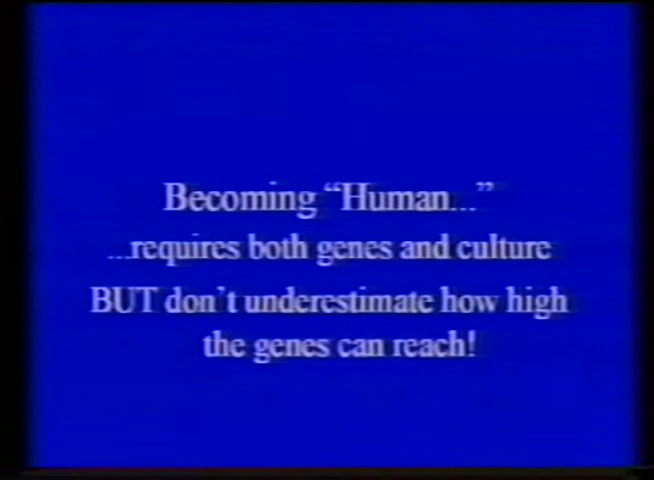 Becoming “Human...”
...requires both genes and culture
BUT don't underestimate how high
the genes can reach!